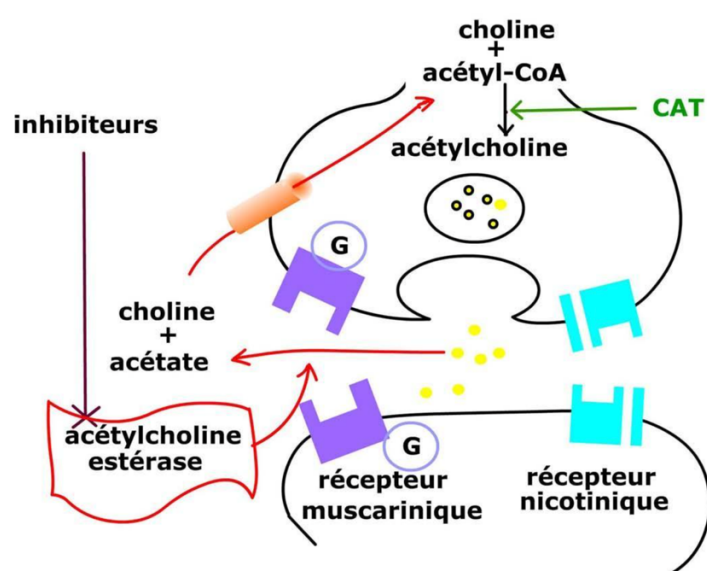 choline
+
acétyl-CoA
CAT
inhibiteurs
acétylcholine
G
choline
+
acétate
acétylcholine
estérase
G
récepteur
muscarinique
récepteur
nicotinique